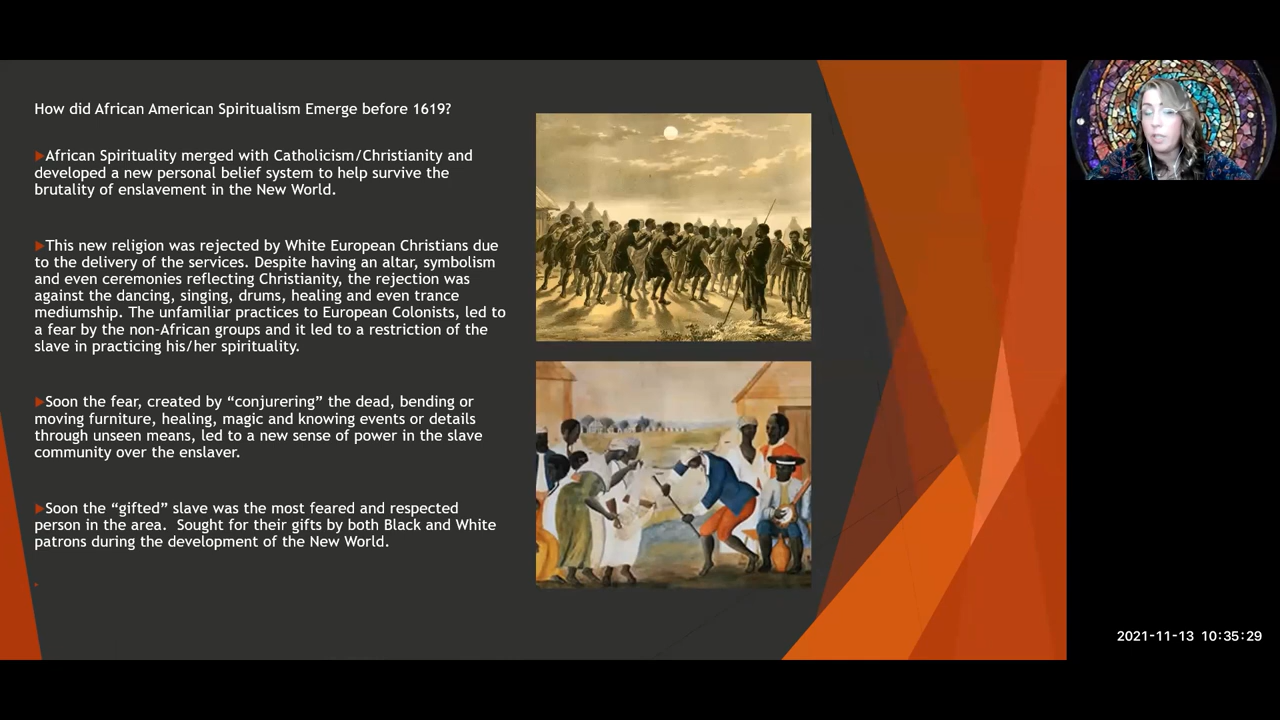 How did African American Spiritualism Emerge before 1619?
African Spirituality merged with Catholicism/Christianity and
developed a new personal belief system to help survive the
brutality of enslavement in the New World.
This new religion was rejected by White European Christians due
to the delivery of the services. Despite having an altar, symbolism
and even ceremonies reflecting Christianity, the rejection was
against the dancing, singing, drums, healing and even trance
mediumship. The unfamiliar practices to European Colonists, led to
a fear by the non-African groups and it led to a restriction of the
slave in practicing his/her spirituality.
Soon the fear, created by “conjurering” the dead, bending or
moving furniture, healing, magic and knowing events or details
through unseen means, led to a new sense of power in the slave
community over the enslaver.
Soon the “gifted” slave was the most feared and respected
person in the area.  Sought for their gifts by both Black and White
patrons during the development of the New World.
2021-11-13 10:35:29